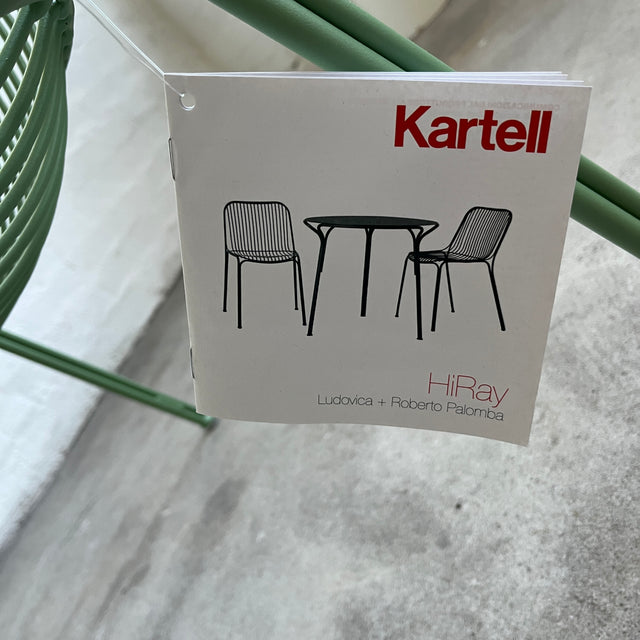 Kartell
HiRay
Ludovica + Roberto Palomba